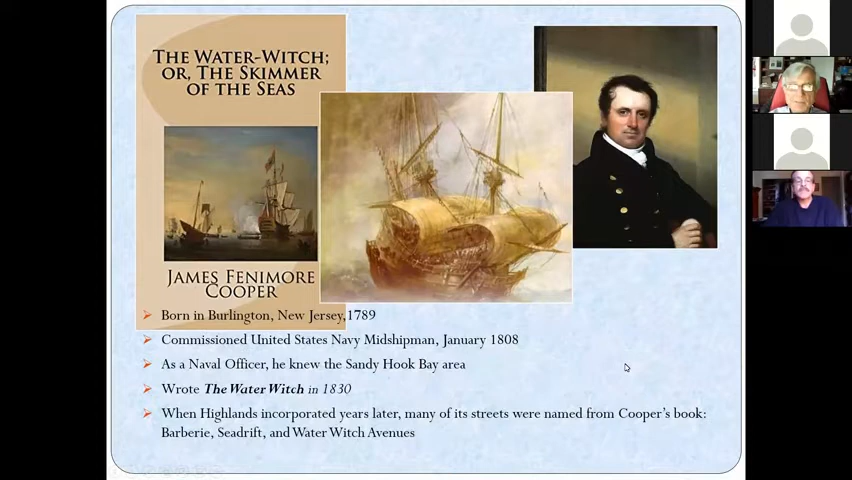 THE WATER-WITCH;
OR, THE SKIMMER
OF THE SEAS
JAMES FENIMORE
COOPER
Born in Burlington, New Jersey,1789
Commissioned United States Navy Midshipman, January 1808
As a Naval Officer, he knew the Sandy Hook Bay area
Wrote The Water Witch in 1830
When Highlands incorporated years later, many of its streets were named from Cooper's book:
Barberie, Seadrift, and Water Witch Avenues